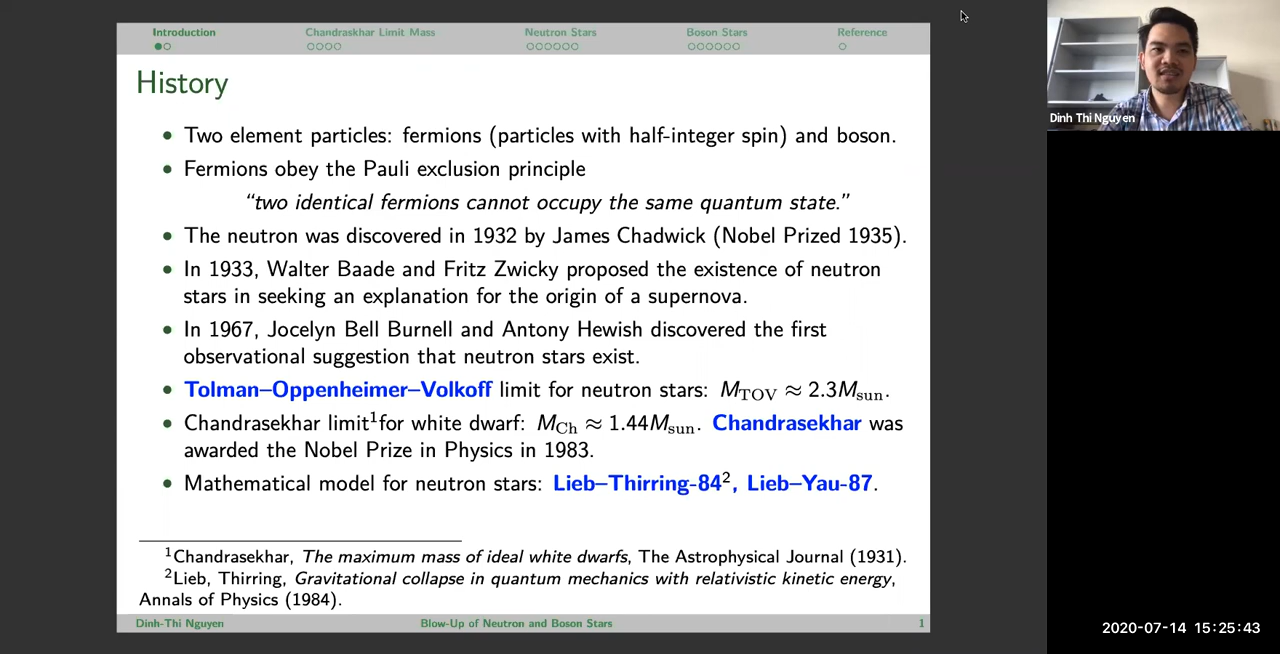 Introduction Chandraskhar Limit Mass Neutron Stars Boson Stars Reference
History
• Two element particles: fermions (particles with half-integer spin) and boson.
• Fermions obey the Pauli exclusion principle
“two identical fermions cannot occupy the same quantum state.”
• The neutron was discovered in 1932 by James Chadwick (Nobel Prized 1935).
• In 1933, Walter Baade and Fritz Zwicky proposed the existence of neutron
stars in seeking an explanation for the origin of a supernova.
• In 1967, Jocelyn Bell Burnell and Antony Hewish discovered the first
observational suggestion that neutron stars exist.
• Tolman–Oppenheimer–Volkoff limit for neutron stars: M_TOV ≈ 2.3M_sun.
• Chandrasekhar limit¹for white dwarf: M_Ch ≈ 1.44M_sun. Chandrasekhar was
awarded the Nobel Prize in Physics in 1983.
• Mathematical model for neutron stars: Lieb–Thirring-84², Lieb–Yau-87.
¹Chandrasekhar, The maximum mass of ideal white dwarfs, The Astrophysical Journal (1931).
²Lieb, Thirring, Gravitational collapse in quantum mechanics with relativistic kinetic energy,
Annals of Physics (1984).
Dinh-Thi Nguyen Blow-Up of Neutron and Boson Stars 1
Dinh Thi Nguyen
2020-07-14 15:25:43